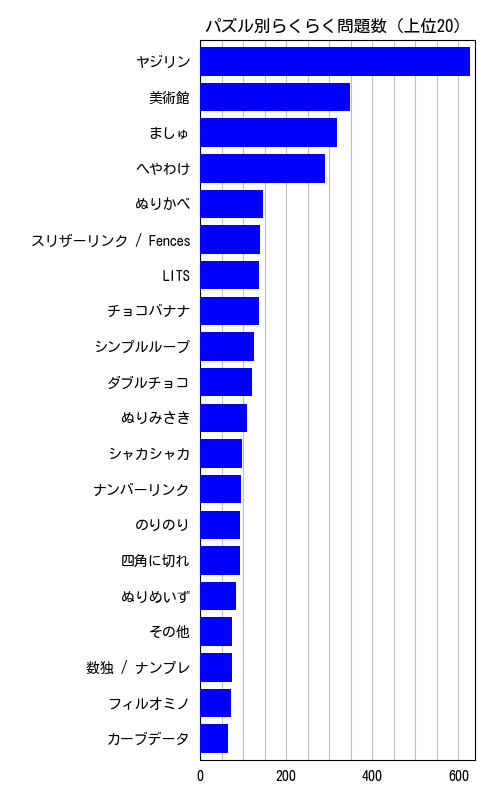 パズル別らくらく問題数（上位20）
ヤジリン
美術館
ましゅ
へやわけ
ぬりかべ
スリザーリンク / Fences
LITS
チョコバナナ
シンプルループ
ダブルチョコ
ぬりみさき
シャカシャカ
ナンバーリンク
のりのり
四角に切れ
ぬりめいず
その他
数独 / ナンプレ
フィルオミノ
カーブデータ
0 200 400 600